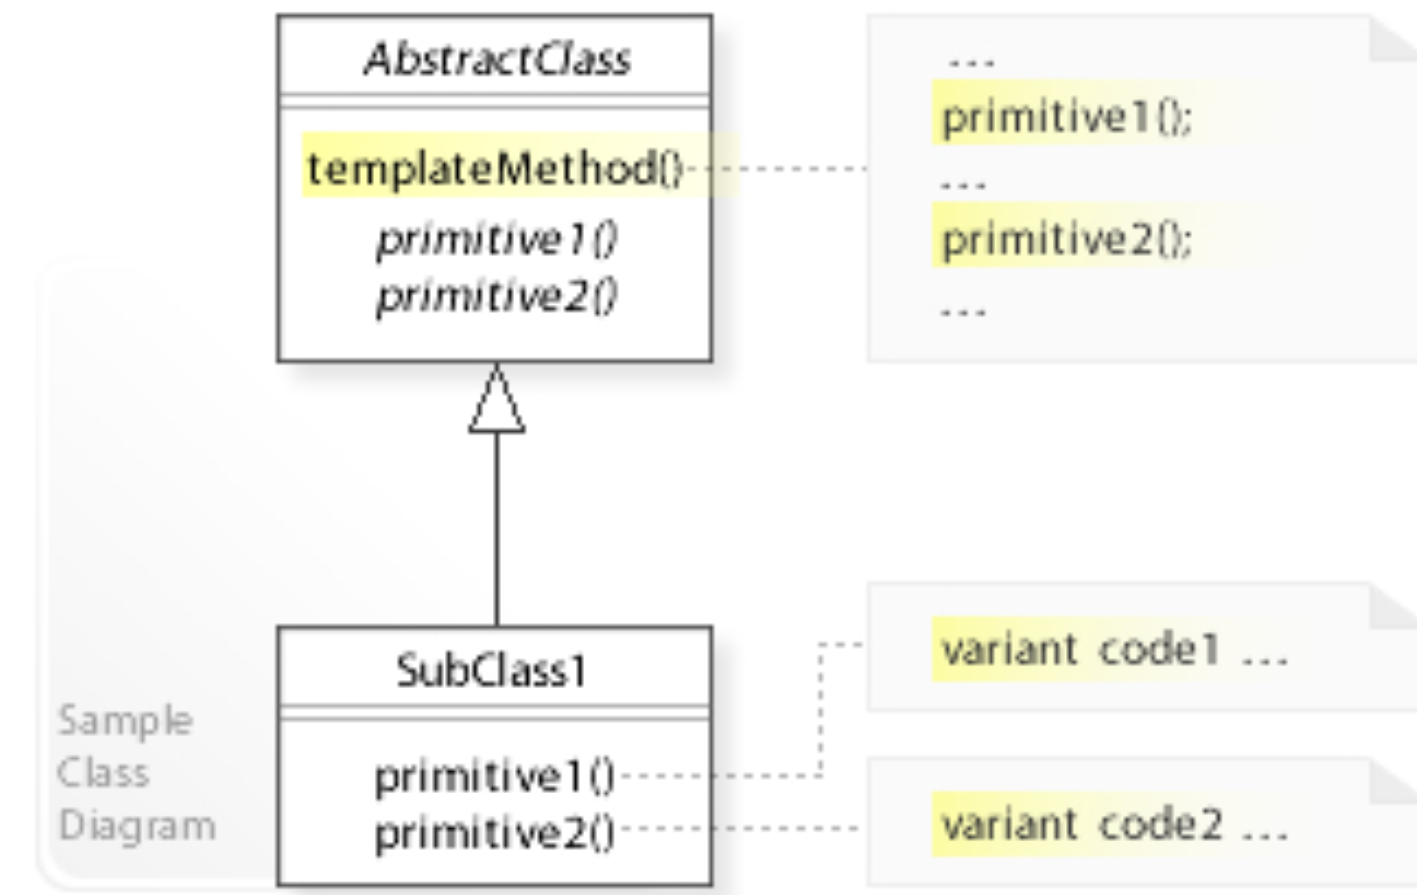 AbstractClass
templateMethod()
primitive1()
primitive2()
...
primitive1();
...
primitive2();
...
SubClass1
primitive1()
primitive2()
variant code1 ...
variant code2 ...
Sample
Class
Diagram